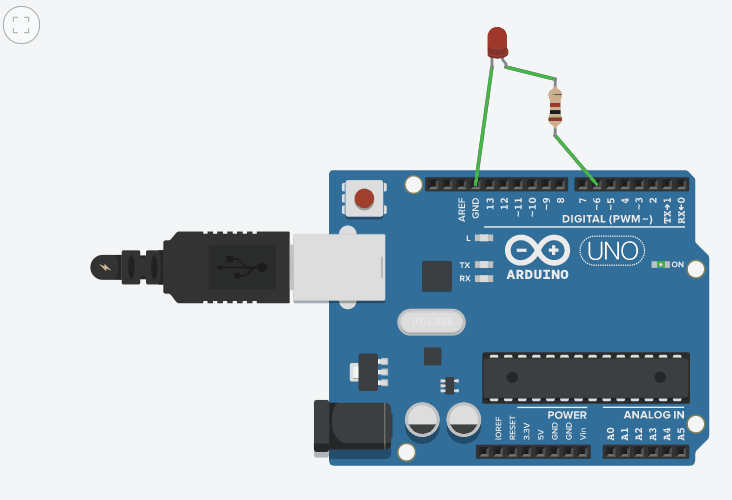 AREF
GND
13
12
~11
~10
~9
8
7
~6
~5
4
~3
2
TX→1
RX←0
DIGITAL (PWM~)
L
TX
RX
ARDUINO
UNO
ON
POWER
ANALOG IN
IOREF
RESET
3.3V
5V
GND
GND
Vin
A0
A1
A2
A3
A4
A5